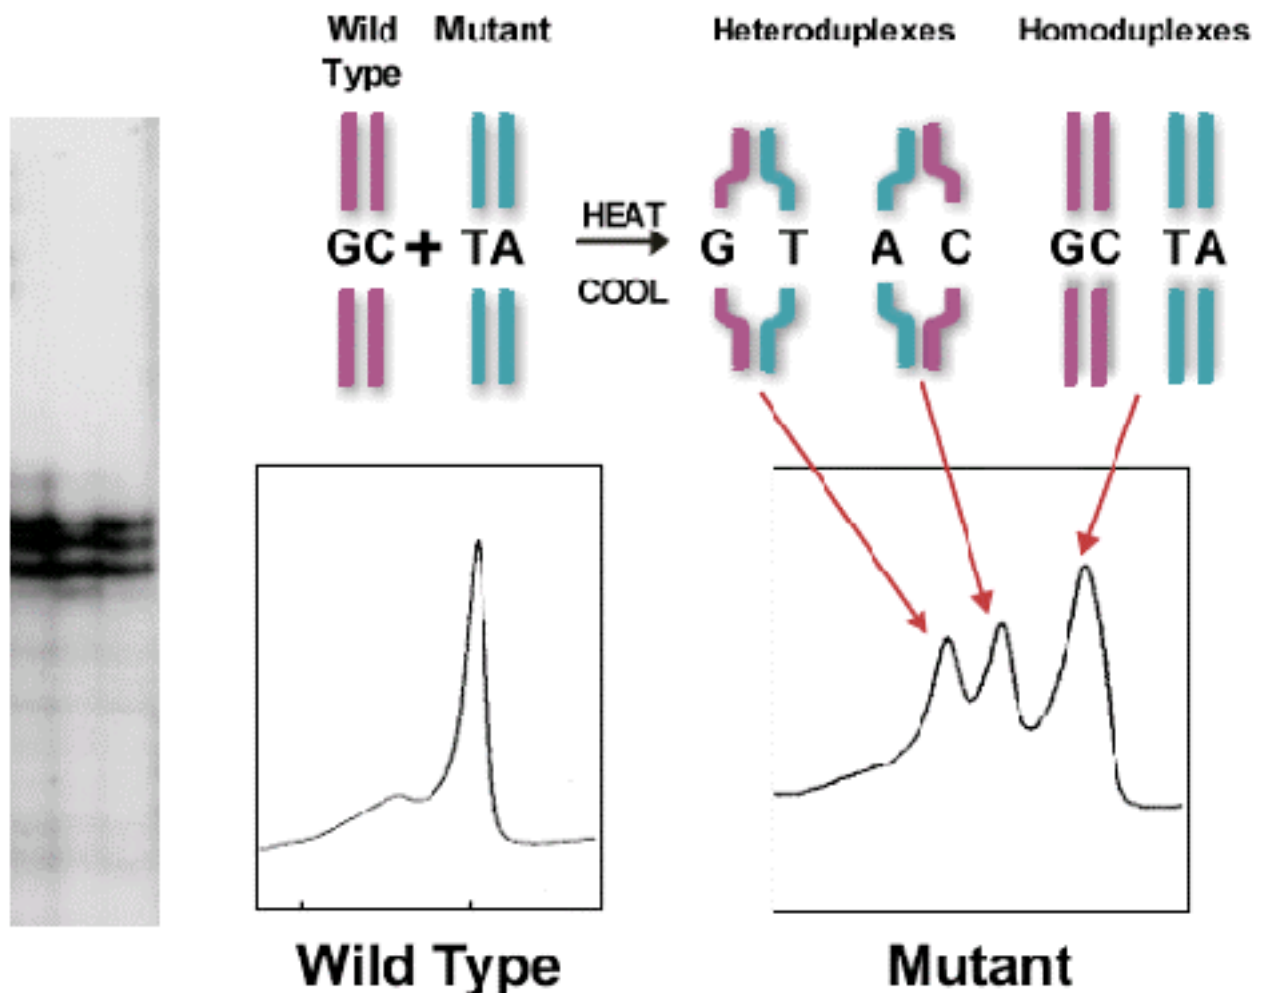 Wild Type
Mutant
Heteroduplexes
Homoduplexes
GC + TA
HEAT
COOL
G T
A C
GC TA
Wild Type
Mutant